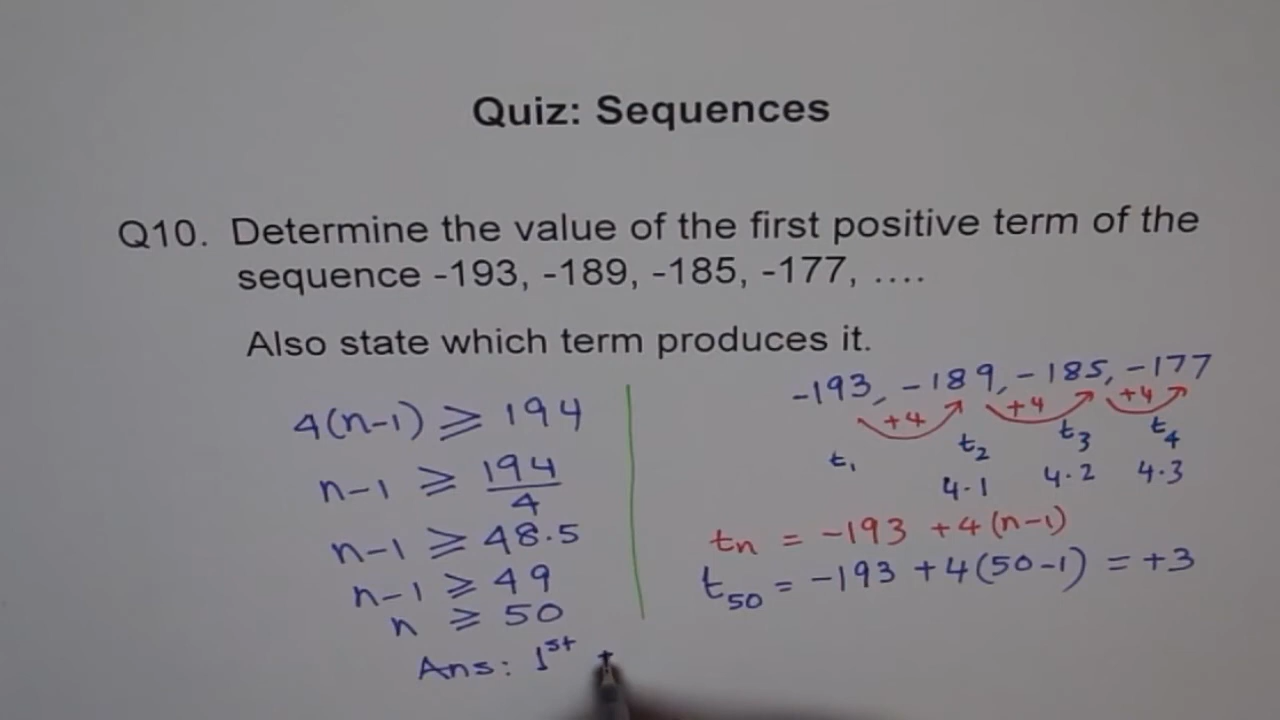 Quiz: Sequences
Q10. Determine the value of the first positive term of the
sequence -193, -189, -185, -177, ....
Also state which term produces it.
4(n-1) ⩾ 194
n-1 ⩾ 194/4
n-1 ⩾ 48.5
n-1 ⩾ 49
n ⩾ 50
Ans: 1st +
-193, -189, -185, -177
+4 +4 +4
t1 t2 t3 t4
4·1 4·2 4·3
tn = -193 +4(n-1)
t50 = -193 +4(50-1) = +3